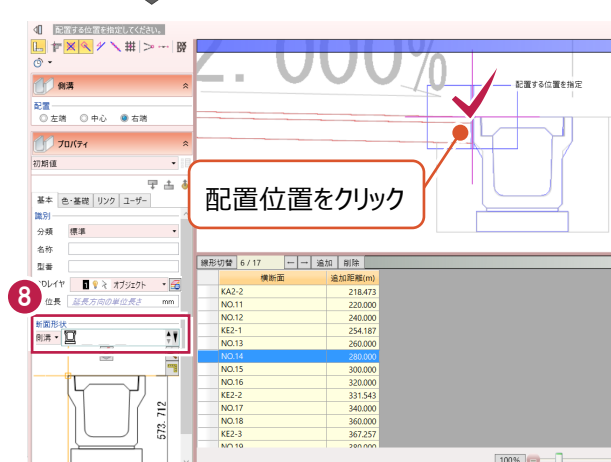 配置する位置を指定してください。
側溝
配置
左端 中心 右端
プロパティ
初期値
基本 色・基礎 リンク ユーザー
識別
分類 標準
名称
型番
オブジェクト
位長 延長方向の単位長さ mm
8
断面形状
側溝
573. 712
2. 000%
配置する位置を指定
配置位置をクリック
線形切替 6 / 17 ← → 追加 削除
横断面 追加距離(m)
KA2-2 218.473
NO.11 220.000
NO.12 240.000
KE2-1 254.187
NO.13 260.000
NO.14 280.000
NO.15 300.000
NO.16 320.000
KE2-2 331.543
NO.17 340.000
NO.18 360.000
KE2-3 367.257
NO.19 380.000
100%